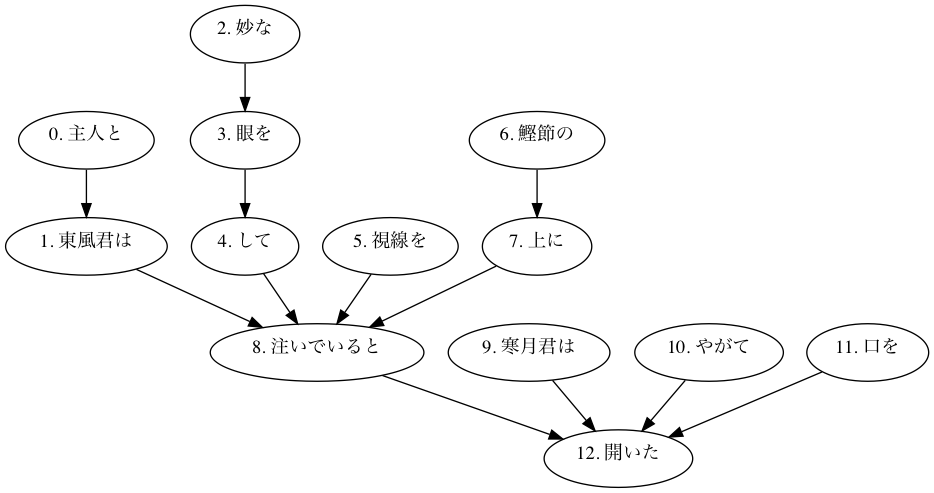 2. 妙な
0. 主人と
3. 眼を
6. 鰹節の
1. 東風君は
4. して
5. 視線を
7. 上に
8. 注いでいると
9. 寒月君は
10. やがて
11. 口を
12. 開いた